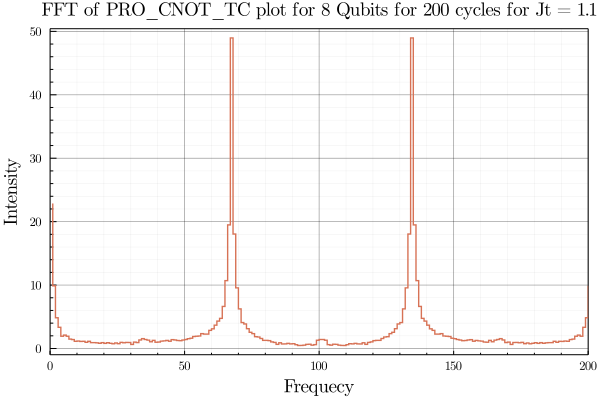 FFT of PRO_CNOT_TC plot for 8 Qubits for 200 cycles for Jt = 1.1
50
40
30
20
10
0
Intensity
0 50 100 150 200
Frequecy